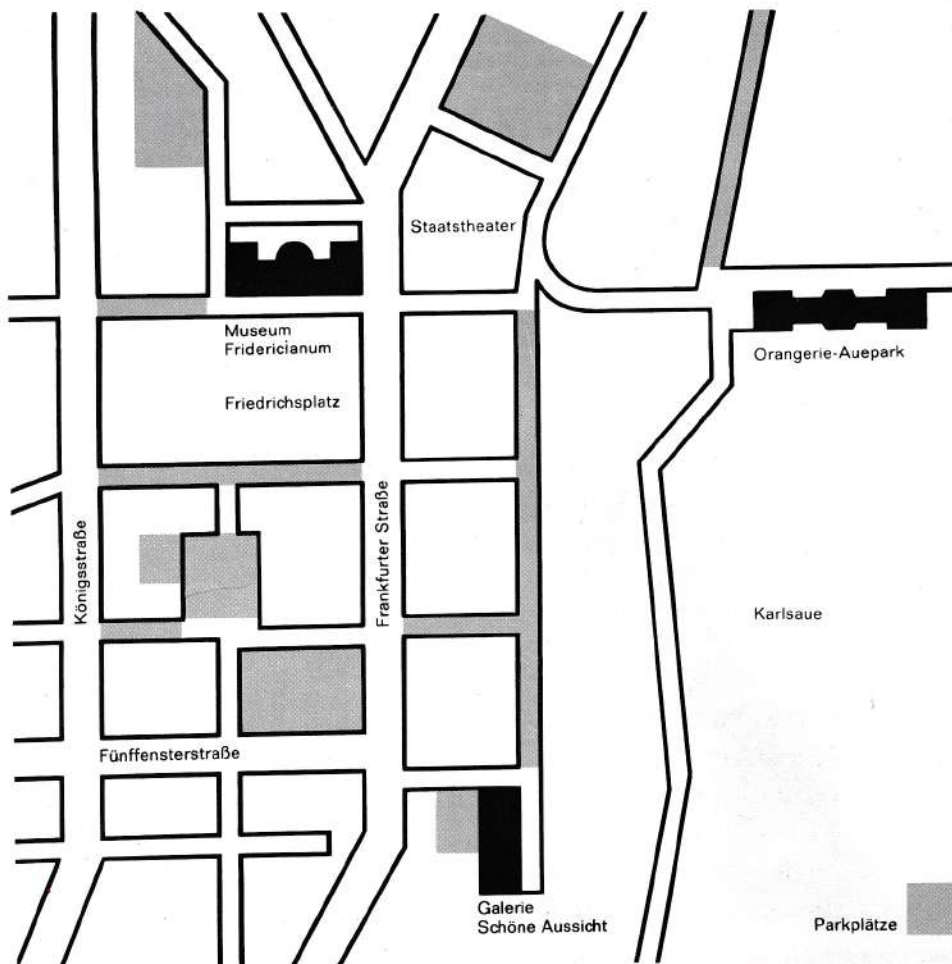 Staatstheater
Museum
Fridericianum
Orangerie-Auepark
Friedrichsplatz
Königsstraße
Frankfurter Straße
Karlsaue
Fünffensterstraße
Galerie
Schöne Aussicht
Parkplätze